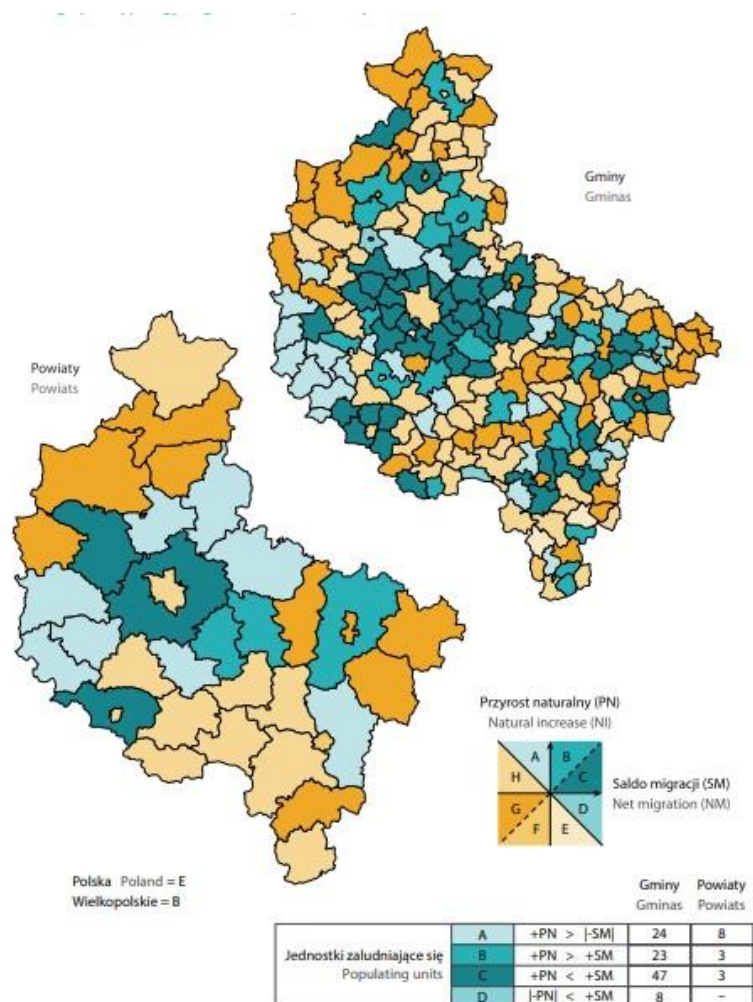 Gminy
Gminas
Powiaty
Powiats
Przyrost naturalny (PN)
Natural increase (NI)
A B
H C
G D
F E
Saldo migracji (SM)
Net migration (NM)
Polska Poland = E
Wielkopolskie = B
Gminy Powiaty
Gminas Powiats
Jednostki zaludniające się
Populating units
A +PN > |-SM| 24 8
B +PN > +SM 23 3
C +PN < +SM 47 3
D |-PN| < +SM 8 –